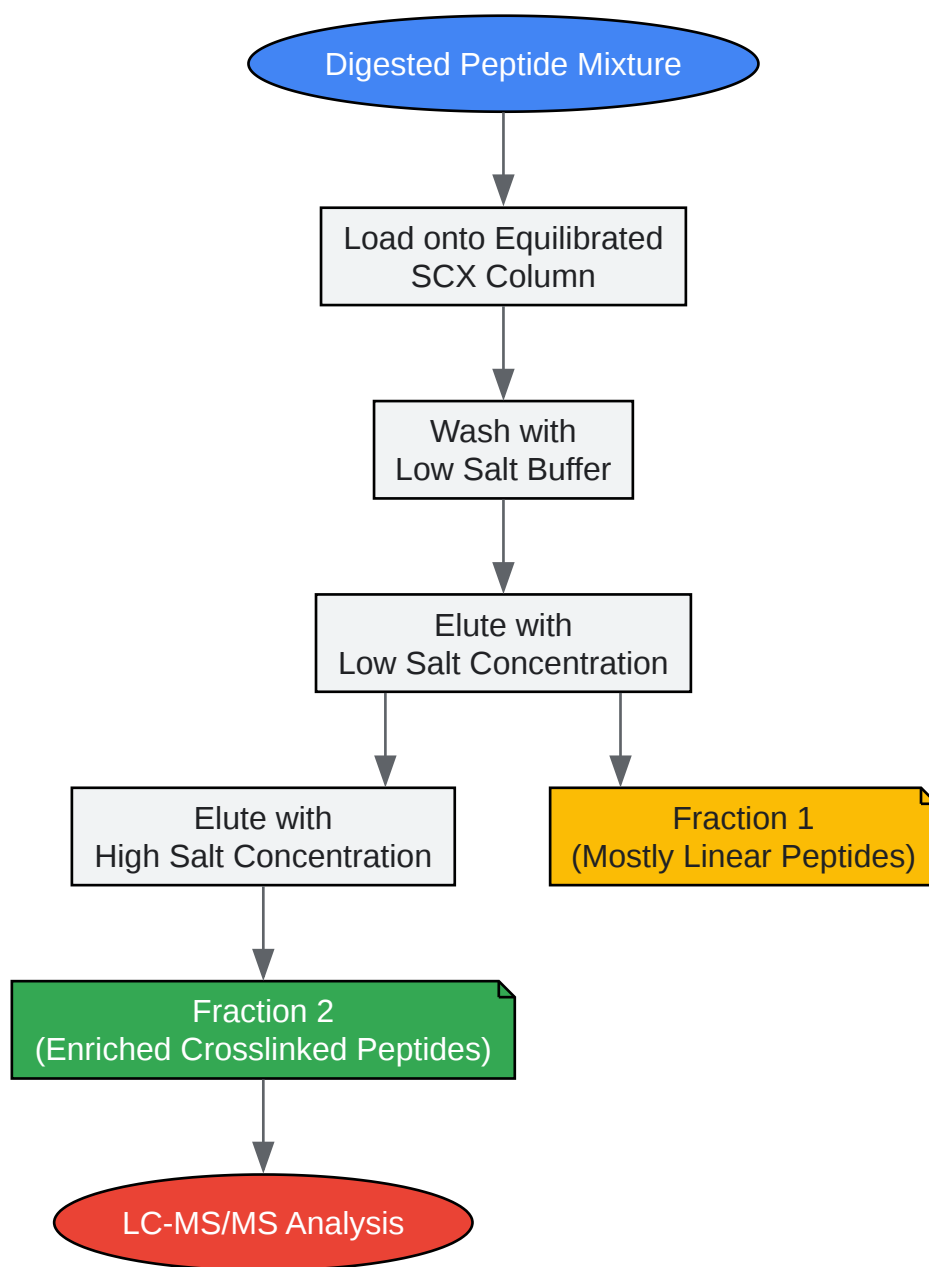 Digested Peptide Mixture
Load onto Equilibrated
SCX Column
Wash with
Low Salt Buffer
Elute with
Low Salt Concentration
Elute with
High Salt Concentration
Fraction 1
(Mostly Linear Peptides)
Fraction 2
(Enriched Crosslinked Peptides)
LC-MS/MS Analysis